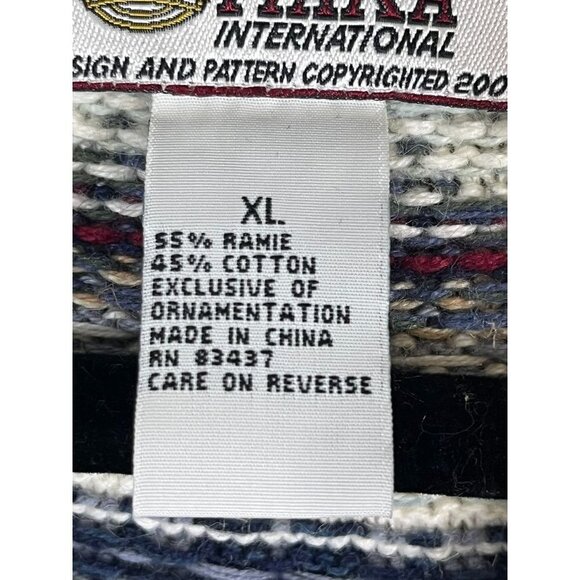 INTERNATIONAL
SIGN AND PATTERN COPYRIGHTED 200
XL
55% RAMIE
45% COTTON
EXCLUSIVE OF
ORNAMENTATION
MADE IN CHINA
RN 83437
CARE ON REVERSE